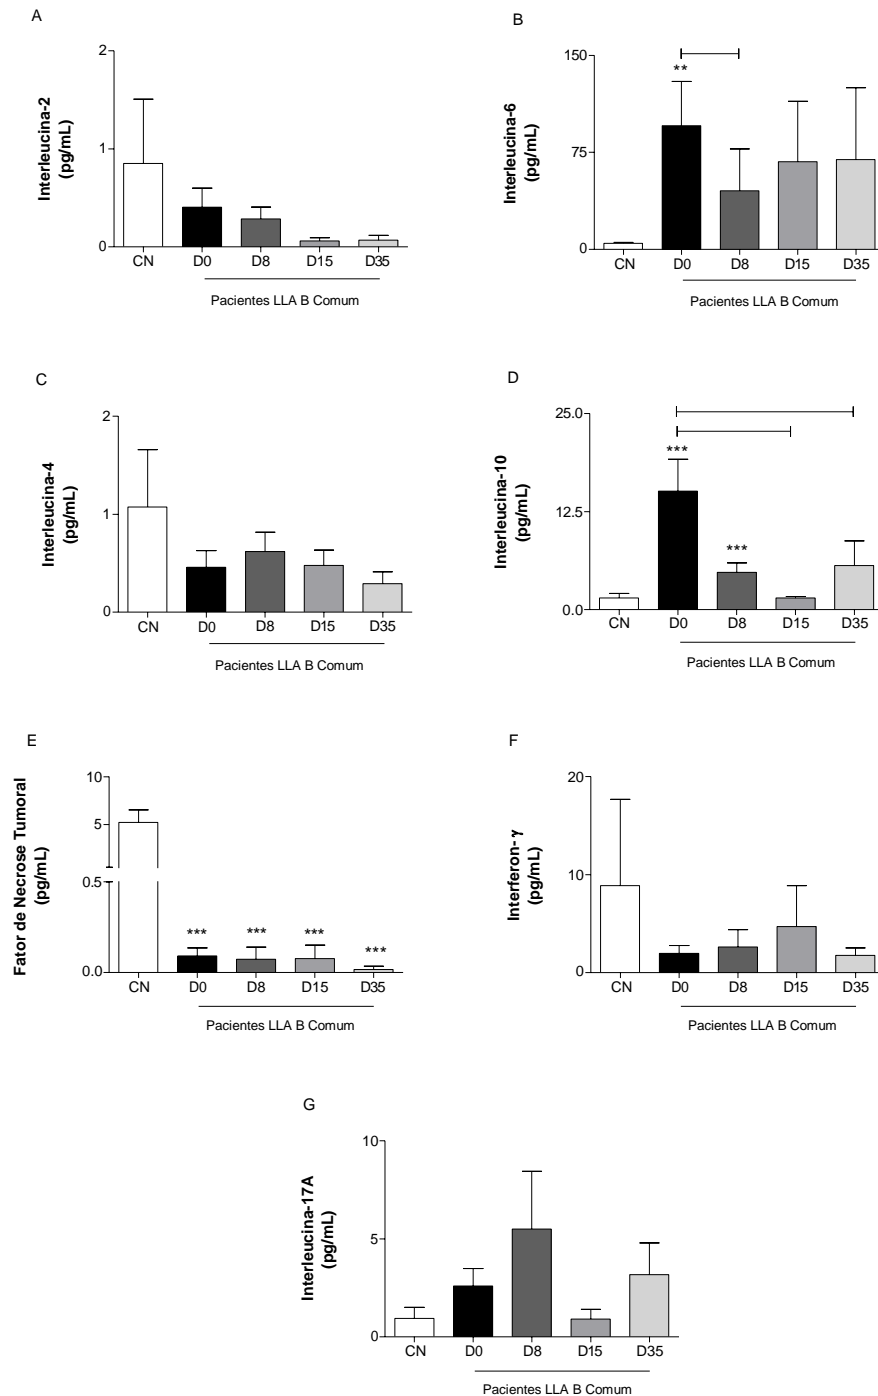 A
Interleucina-2
(pg/mL)
2
1
0
CN D0 D8 D15 D35
Pacientes LLA B Comum
B
Interleucina-6
(pg/mL)
150
75
0
**
CN D0 D8 D15 D35
Pacientes LLA B Comum
C
Interleucina-4
(pg/mL)
2
1
0
CN D0 D8 D15 D35
Pacientes LLA B Comum
D
Interleucina-10
(pg/mL)
25.0
12.5
0.0
***
***
CN D0 D8 D15 D35
Pacientes LLA B Comum
E
Fator de Necrose Tumoral
(pg/mL)
10
5
0.5
0.0
*** *** *** ***
CN D0 D8 D15 D35
Pacientes LLA B Comum
F
Interferon-γ
(pg/mL)
20
10
0
CN D0 D8 D15 D35
Pacientes LLA B Comum
G
Interleucina-17A
(pg/mL)
10
5
0
CN D0 D8 D15 D35
Pacientes LLA B Comum